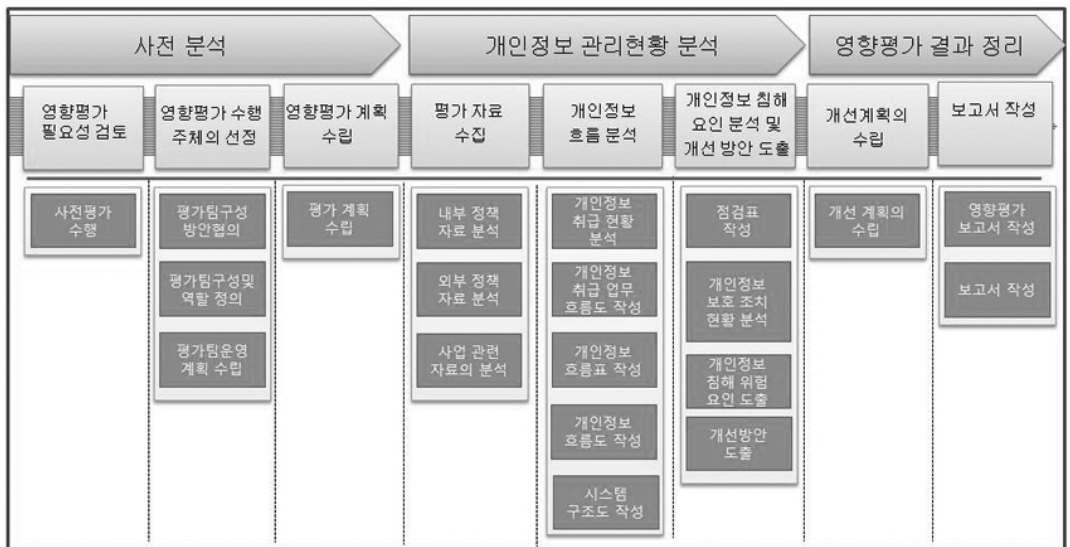 사전 분석
개인정보 관리현황 분석
영향평가 결과 정리
영향평가
필요성 검토
영향평가 수행
주체의 선정
영향평가 계획
수립
평가 자료
수집
개인정보
흐름 분석
개인정보 침해
요인 분석 및
개선 방안 도출
개선계획의
수립
보고서 작성
사전평가
수행
평가팀구성
방안협의
평가팀구성및
역할 정의
평가팀운영
계획 수립
평가 계획
수립
내부 정책
자료 분석
외부 정책
자료 분석
사업 관련
자료의 분석
개인정보
취급 현황
분석
개인정보
취급 업무
흐름도 작성
개인정보
흐름표 작성
개인정보
흐름도 작성
시스템
구조도 작성
점검표
작성
개인정보
보호 조치
현황 분석
개인정보
침해 위험
요인 도출
개선방안
도출
개선 계획의
수립
영향평가
보고서 작성
보고서 작성